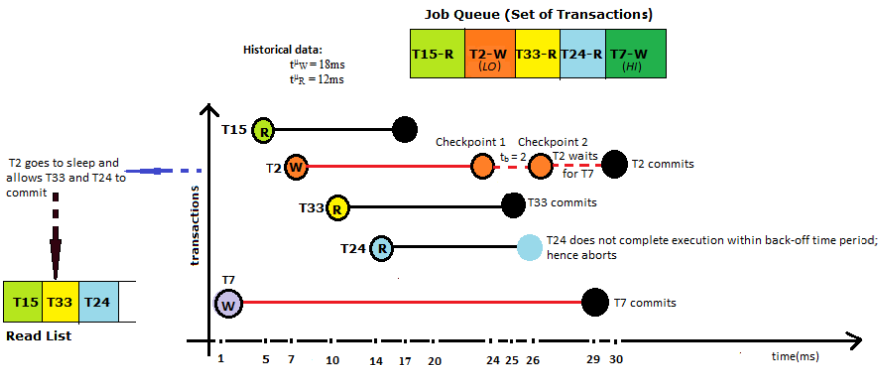 Job Queue (Set of Transactions)
Historical data:
tᵘW = 18ms
tᵘR = 12ms
T15-R
T2-W
(LO)
T33-R
T24-R
T7-W
(HI)
T15
R
Checkpoint 1
Checkpoint 2
tb = 2
T2 waits
for T7
T2
W
T2 commits
T2 goes to sleep and
allows T33 and T24 to
commit
T33
R
T33 commits
transactions
T24
R
T24 does not complete execution within back-off time period;
hence aborts
T7
W
T7 commits
T15
T33
T24
Read List
1
5
7
10
14
17
20
24
25
26
29
30
time(ms)